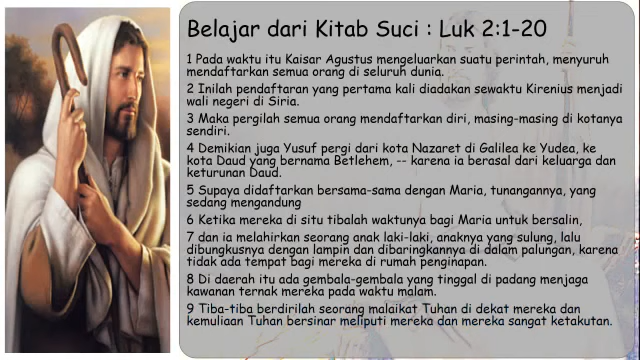 Belajar dari Kitab Suci : Luk 2:1-20
1 Pada waktu itu Kaisar Agustus mengeluarkan suatu perintah, menyuruh
mendaftarkan semua orang di seluruh dunia.
2 Inilah pendaftaran yang pertama kali diadakan sewaktu Kirenius menjadi
wali negeri di Siria.
3 Maka pergilah semua orang mendaftarkan diri, masing-masing di kotanya
sendiri.
4 Demikian juga Yusuf pergi dari kota Nazaret di Galilea ke Yudea, ke
kota Daud yang bernama Betlehem, -- karena ia berasal dari keluarga dan
keturunan Daud.
5 Supaya didaftarkan bersama-sama dengan Maria, tunangannya, yang
sedang mengandung
6 Ketika mereka di situ tibalah waktunya bagi Maria untuk bersalin,
7 dan ia melahirkan seorang anak laki-laki, anaknya yang sulung, lalu
dibungkusnya dengan lampin dan dibaringkannya di dalam palungan, karena
tidak ada tempat bagi mereka di rumah penginapan.
8 Di daerah itu ada gembala-gembala yang tinggal di padang menjaga
kawanan ternak mereka pada waktu malam.
9 Tiba-tiba berdirilah seorang malaikat Tuhan di dekat mereka dan
kemuliaan Tuhan bersinar meliputi mereka dan mereka sangat ketakutan.